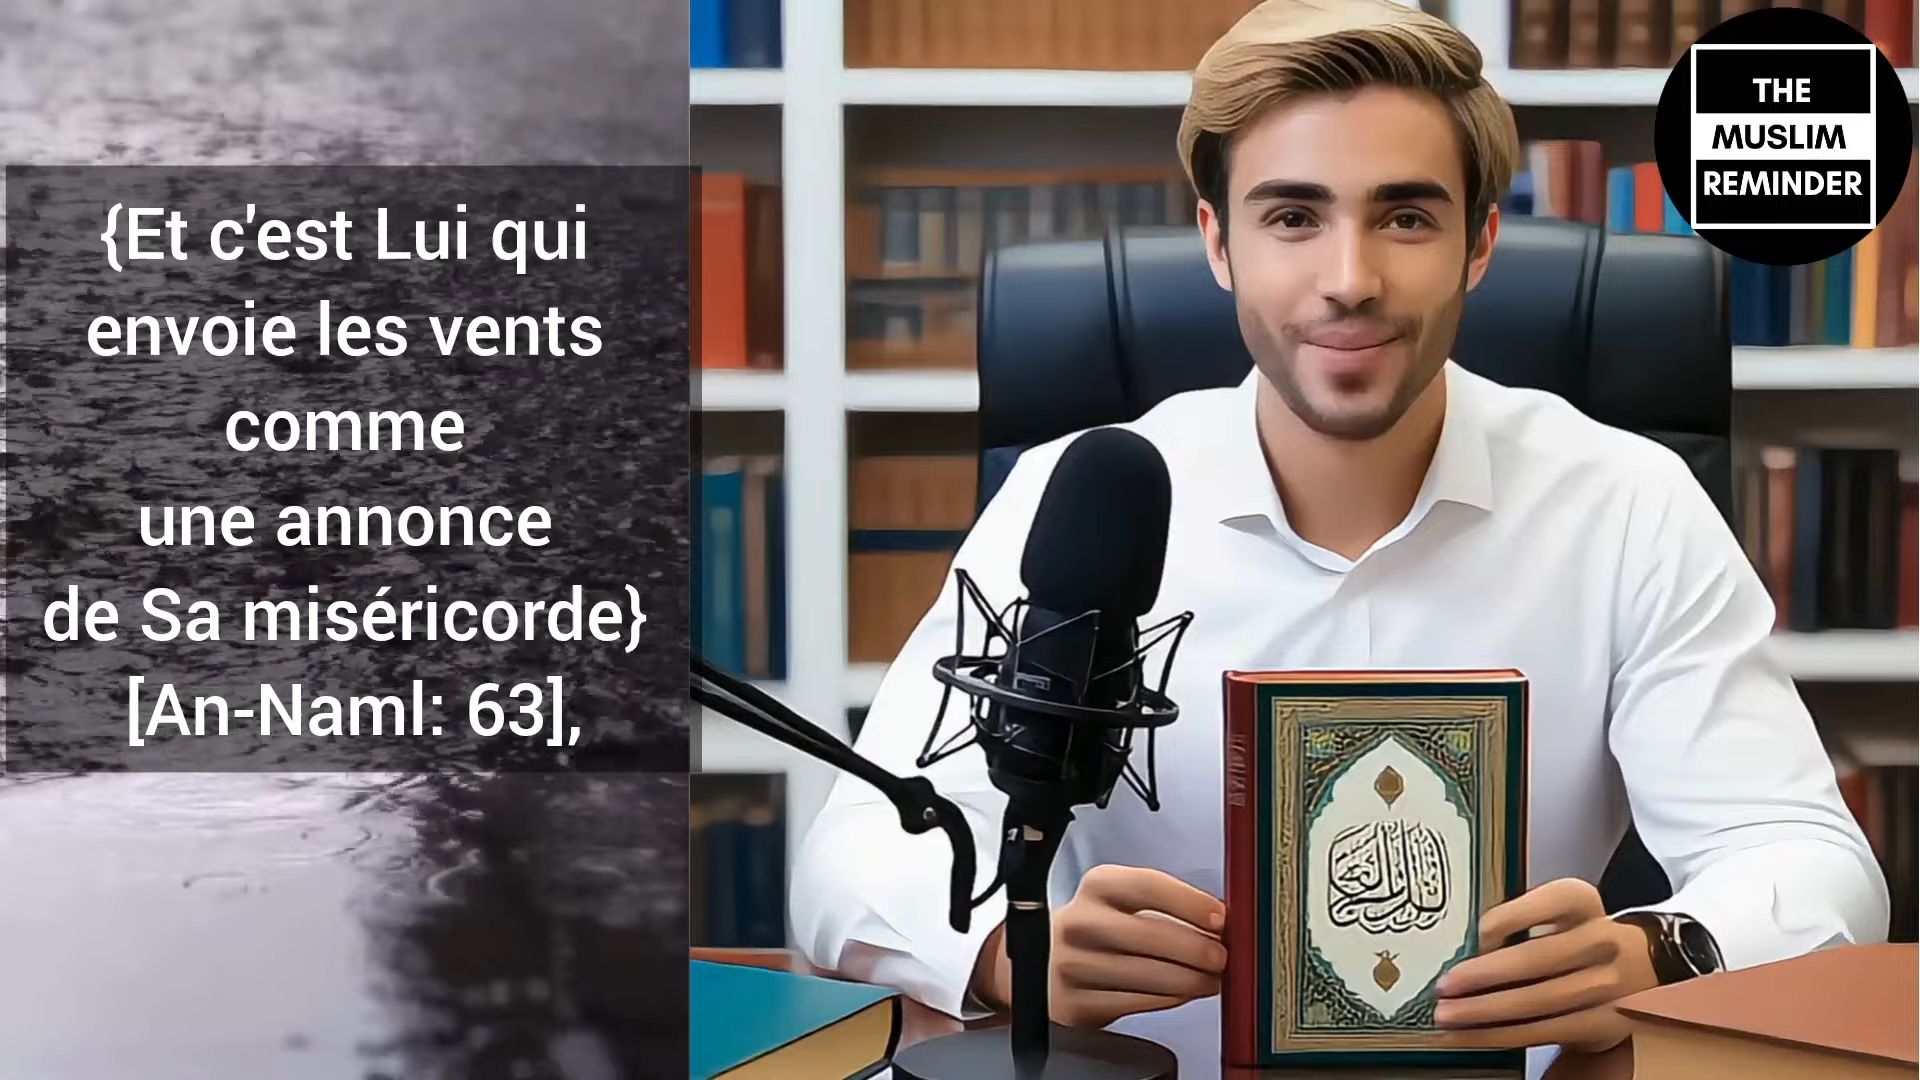 {Et c'est Lui qui
envoie les vents
comme
une annonce
de Sa miséricorde}
[An-Naml: 63],
THE
MUSLIM
REMINDER